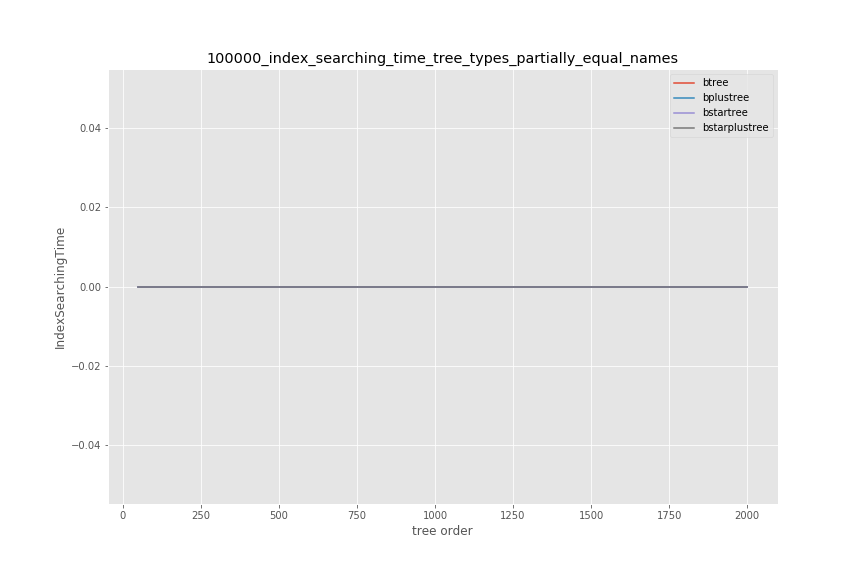 100000_index_searching_time_tree_types_partially_equal_names
btree
bplustree
bstartree
bstarplustree
IndexSearchingTime
0.04
0.02
0.00
−0.02
−0.04
0 250 500 750 1000 1250 1500 1750 2000
tree order